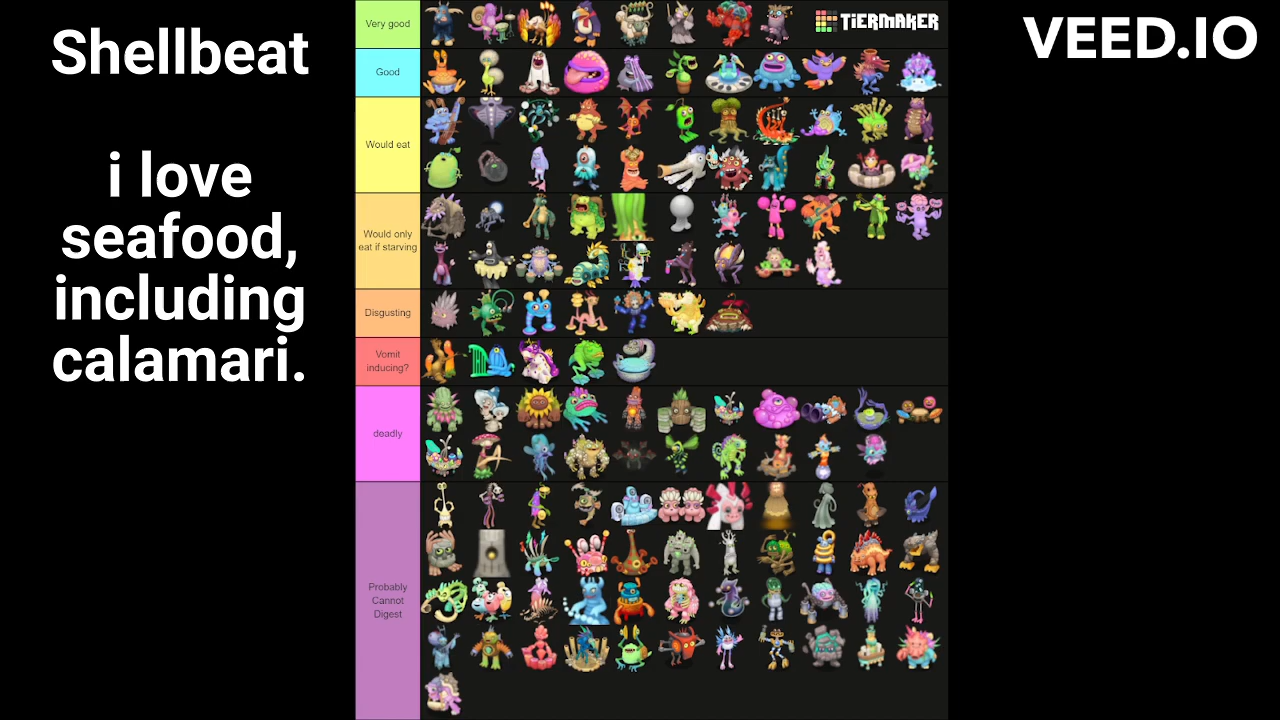 Shellbeat
i love
seafood,
including
calamari.
Very good
TIERMAKER
Good
Would eat
Would only
eat if starving
Disgusting
Vomit
inducing?
deadly
Probably
Cannot
Digest
VEED.IO